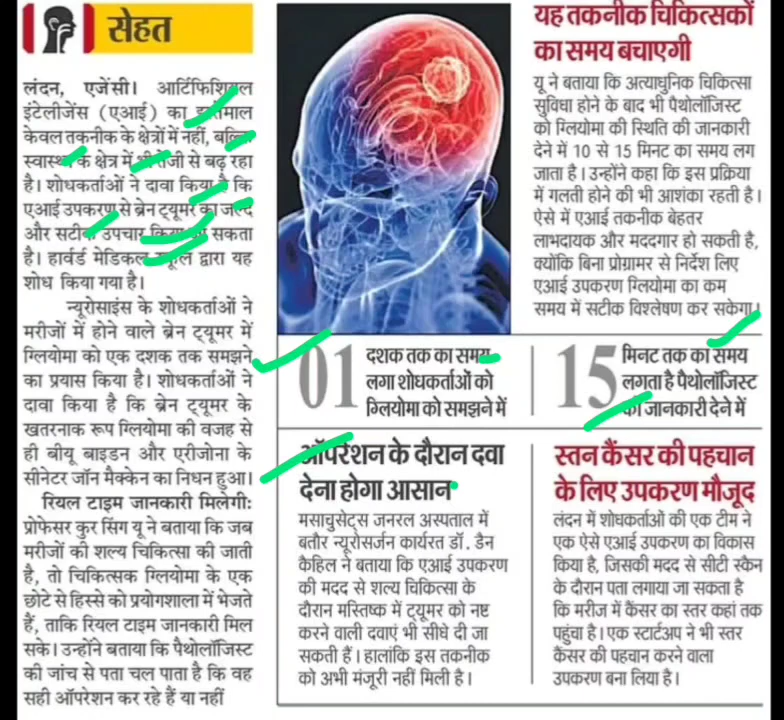 सेहत
लंदन, एजेंसी। आर्टिफिशियल
इंटेलीजेंस (एआई) का इस्तेमाल
केवल तकनीक के क्षेत्रों में नहीं, बल्कि
स्वास्थ्य के क्षेत्र में भी तेजी से बढ़ रहा
है। शोधकर्ताओं ने दावा किया है कि
एआई उपकरण से ब्रेन ट्यूमर का जल्द
और सटीक उपचार किया जा सकता
है। हार्वर्ड मेडिकल स्कूल द्वारा यह
शोध किया गया है।
न्यूरोसाइंस के शोधकर्ताओं ने
मरीजों में होने वाले ब्रेन ट्यूमर में
ग्लियोमा को एक दशक तक समझने
का प्रयास किया है। शोधकर्ताओं ने
दावा किया है कि ब्रेन ट्यूमर के
खतरनाक रूप ग्लियोमा की वजह से
ही बीयू बाइडन और एरीजोना के
सीनेटर जॉन मैक्केन का निधन हुआ।
रियल टाइम जानकारी मिलेगी:
प्रोफेसर कुर सिंग यू ने बताया कि जब
मरीजों की शल्य चिकित्सा की जाती
है, तो चिकित्सक ग्लियोमा के एक
छोटे से हिस्से को प्रयोगशाला में भेजते
हैं, ताकि रियल टाइम जानकारी मिल
सके। उन्होंने बताया कि पैथोलॉजिस्ट
की जांच से पता चल पाता है कि वह
सही ऑपरेशन कर रहे हैं या नहीं
यह तकनीक चिकित्सकों
का समय बचाएगी
यू ने बताया कि अत्याधुनिक चिकित्सा
सुविधा होने के बाद भी पैथोलॉजिस्ट
को ग्लियोमा की स्थिति की जानकारी
देने में 10 से 15 मिनट का समय लग
जाता है। उन्होंने कहा कि इस प्रक्रिया
में गलती होने की भी आशंका रहती है।
ऐसे में एआई तकनीक बेहतर
लाभदायक और मददगार हो सकती है,
क्योंकि बिना प्रोग्रामर से निर्देश लिए
एआई उपकरण ग्लियोमा का कम
समय में सटीक विश्लेषण कर सकेगा।
01 दशक तक का समय
लगा शोधकर्ताओं को
ग्लियोमा को समझने में
15 मिनट तक का समय
लगता है पैथोलॉजिस्ट
को जानकारी देने में
ऑपरेशन के दौरान दवा
देना होगा आसान
मसाचुसेट्स जनरल अस्पताल में
बतौर न्यूरोसर्जन कार्यरत डॉ. डैन
कैहिल ने बताया कि एआई उपकरण
की मदद से शल्य चिकित्सा के
दौरान मस्तिष्क में ट्यूमर को नष्ट
करने वाली दवाएं भी सीधे दी जा
सकती हैं। हालांकि इस तकनीक
को अभी मंजूरी नहीं मिली है।
स्तन कैंसर की पहचान
के लिए उपकरण मौजूद
लंदन में शोधकर्ताओं की एक टीम ने
एक ऐसे एआई उपकरण का विकास
किया है, जिसकी मदद से सीटी स्कैन
के दौरान पता लगाया जा सकता है
कि मरीज में कैंसर का स्तर कहां तक
पहुंचा है। एक स्टार्टअप ने भी स्तर
कैंसर की पहचान करने वाला
उपकरण बना लिया है।